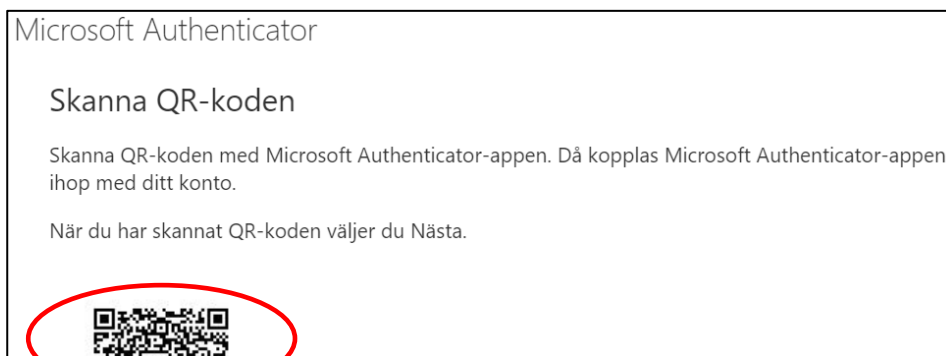 Microsoft Authenticator
Skanna QR-koden
Skanna QR-koden med Microsoft Authenticator-appen. Då kopplas Microsoft Authenticator-appen
ihop med ditt konto.
När du har skannat QR-koden väljer du Nästa.